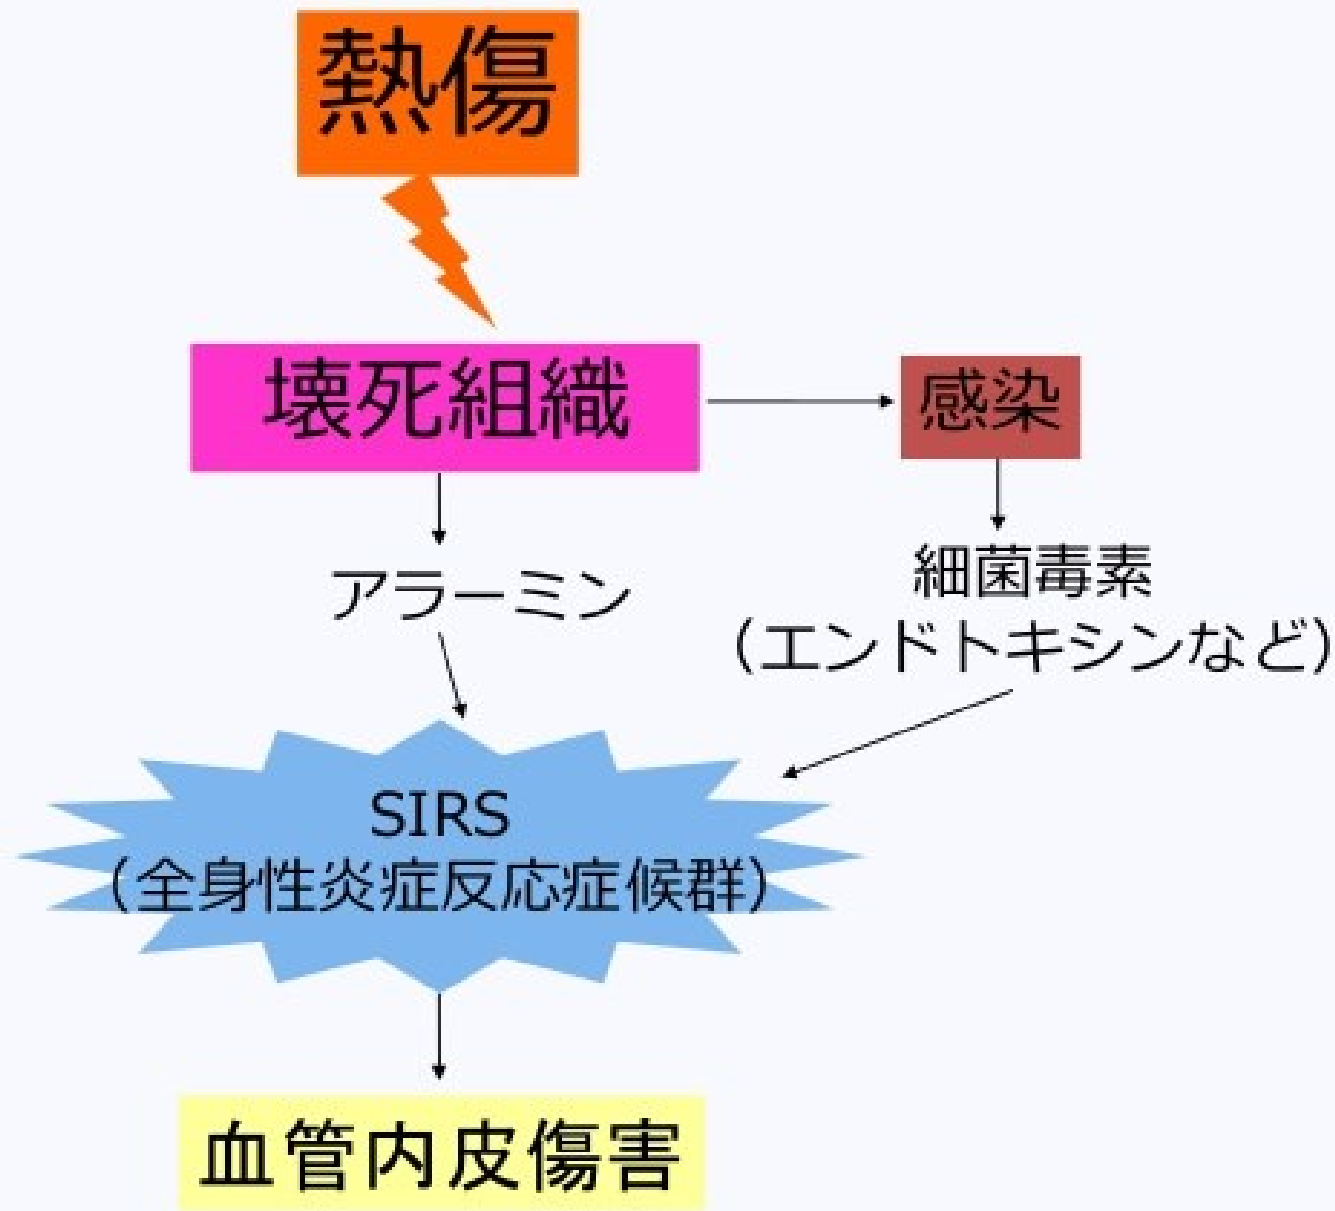 熱傷
壊死組織
感染
アラーミン
細菌毒素
（エンドトキシンなど）
SIRS
（全身性炎症反応症候群）
血管内皮傷害